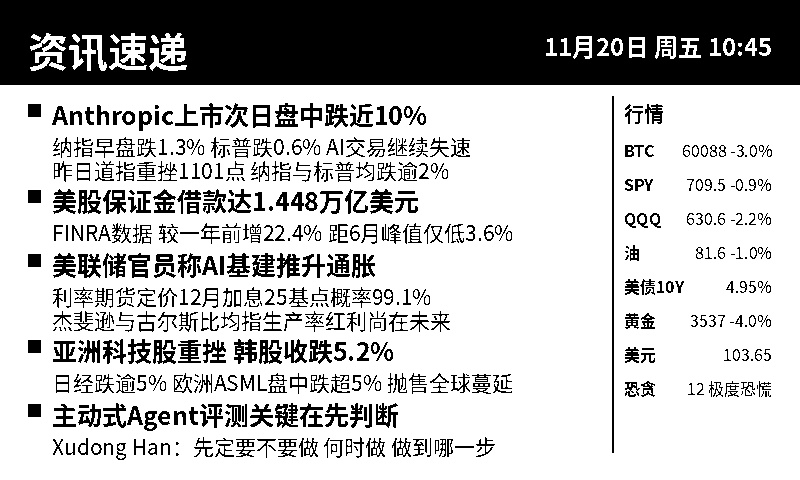 资讯速递
11月20日 周五 10:45
Anthropic上市次日盘中跌近10%
纳指早盘跌1.3% 标普跌0.6% AI交易继续失速
昨日道指重挫1101点 纳指与标普均跌逾2%
美股保证金借款达1.448万亿美元
FINRA数据 较一年前增22.4% 距6月峰值仅低3.6%
美联储官员称AI基建推升通胀
利率期货定价12月加息25基点概率99.1%
杰斐逊与古尔斯比均指生产率红利尚在未来
亚洲科技股重挫 韩股收跌5.2%
日经跌逾5% 欧洲ASML盘中跌超5% 抛售全球蔓延
主动式Agent评测关键在先判断
Xudong Han：先定要不要做 何时做 做到哪一步
行情
BTC 60088 -3.0%
SPY 709.5 -0.9%
QQQ 630.6 -2.2%
油 81.6 -1.0%
美债10Y 4.95%
黄金 3537 -4.0%
美元 103.65
恐贪 12 极度恐慌